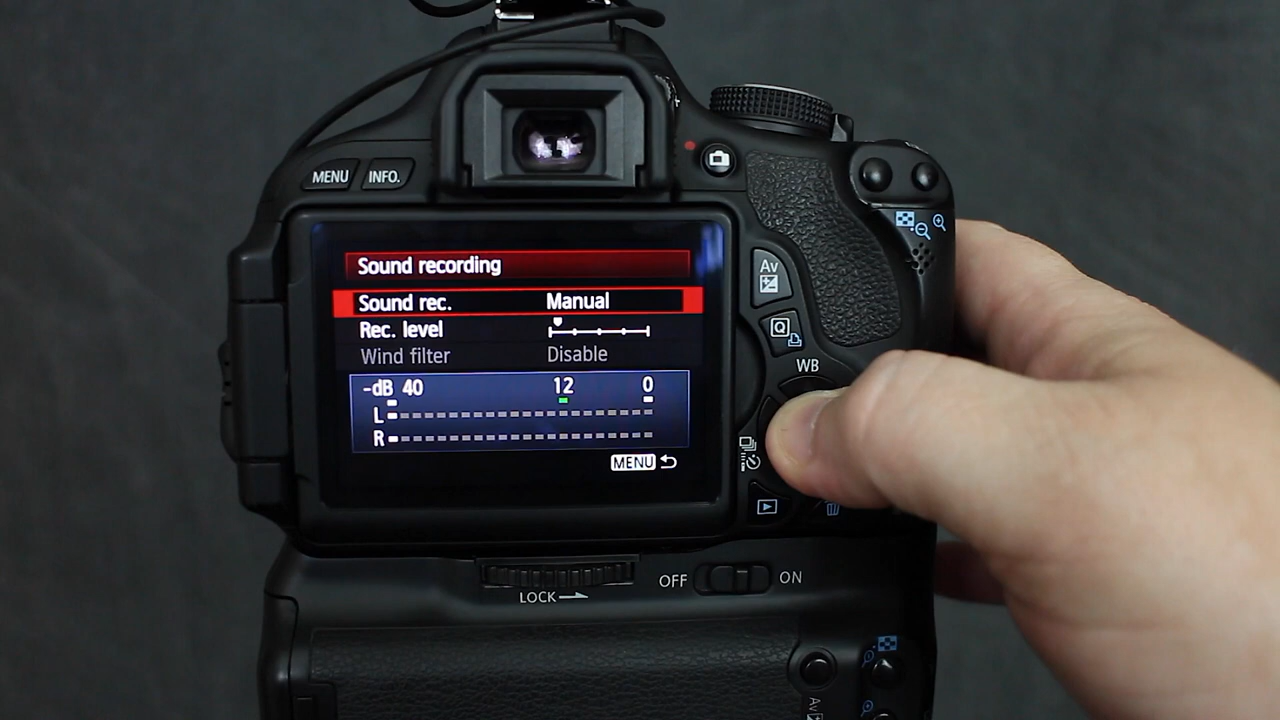 MENU INFO.
Sound recording
Sound rec. Manual
Rec. level
Wind filter Disable
-dB 40 12 0
L
R
MENU
Av
Q
WB
OFF ON
LOCK
Av